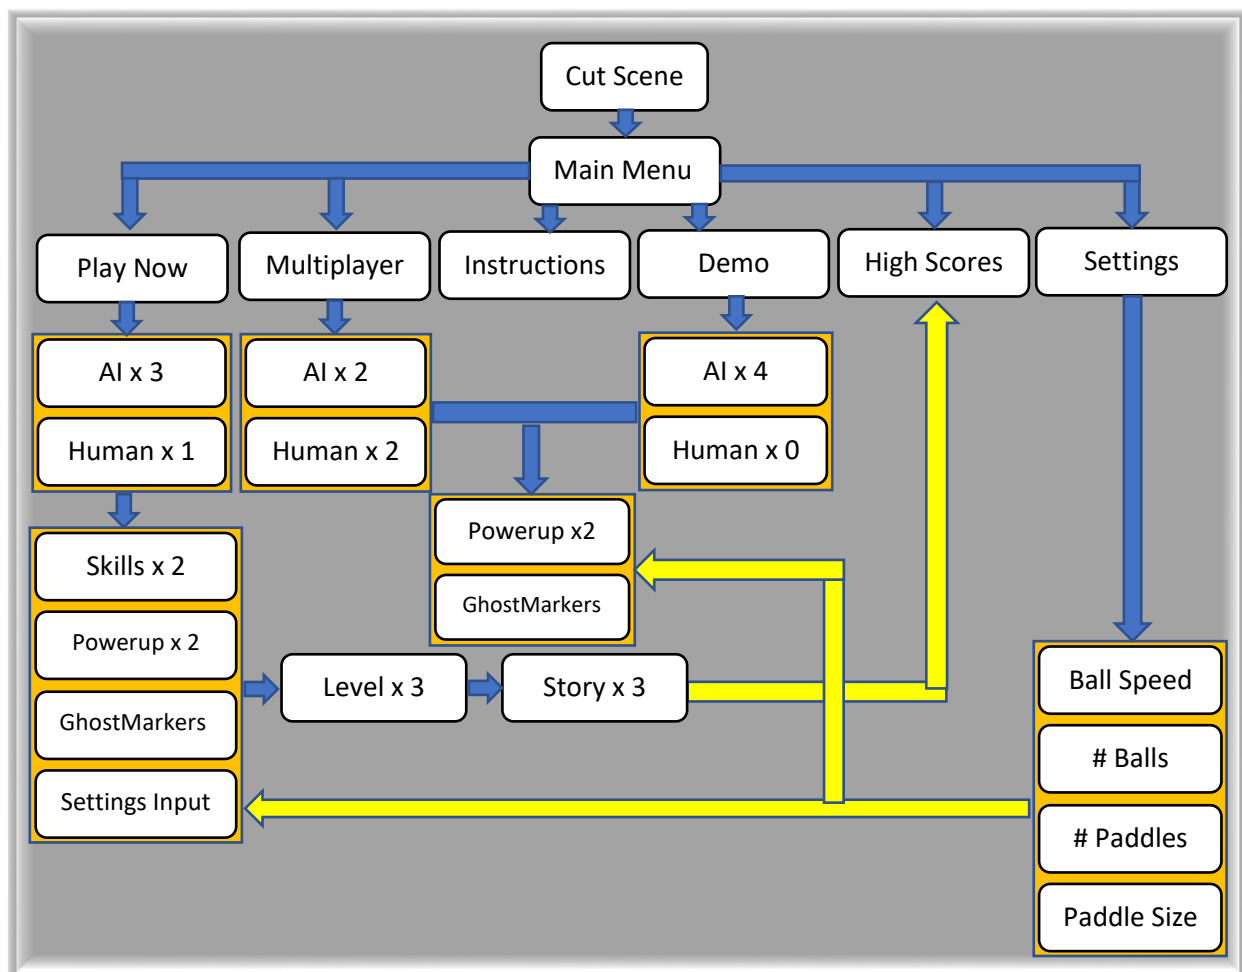 Cut Scene
Main Menu
Play Now
Multiplayer
Instructions
Demo
High Scores
Settings
AI x 3
Human x 1
AI x 2
Human x 2
AI x 4
Human x 0
Skills x 2
Powerup x 2
GhostMarkers
Settings Input
Powerup x2
GhostMarkers
Level x 3
Story x 3
Ball Speed
# Balls
# Paddles
Paddle Size